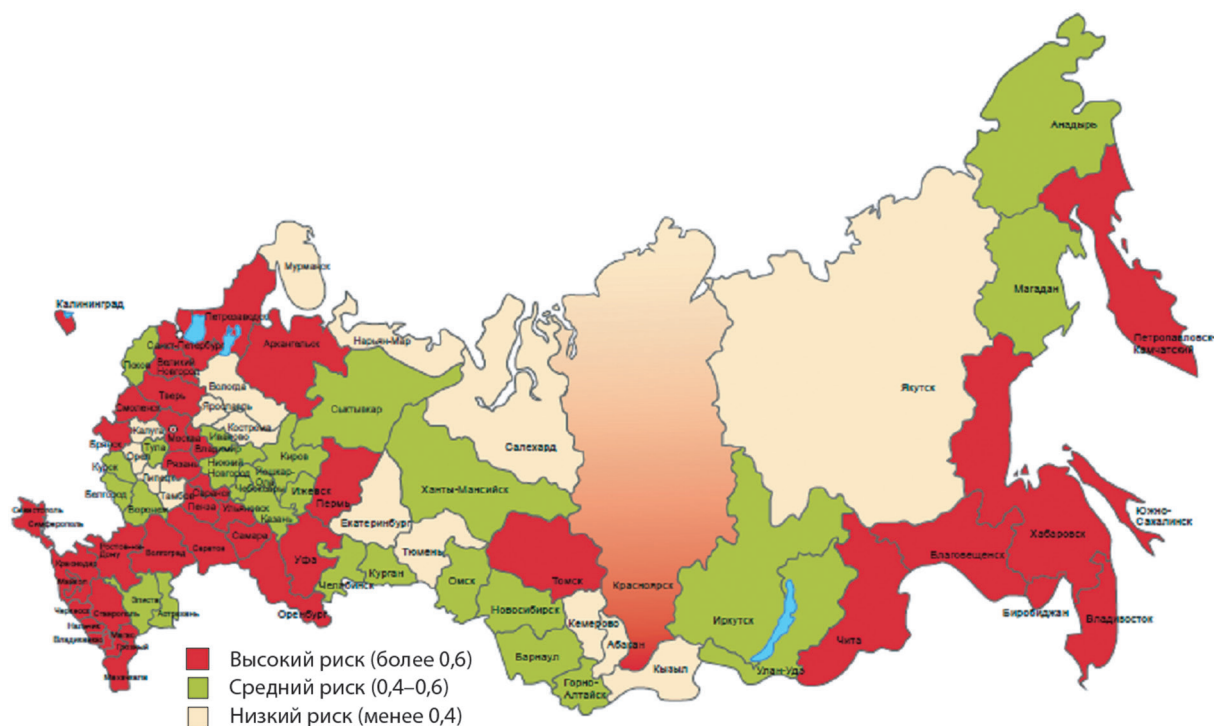 Анадырь
Мурманск
Магадан
Калининград
Петрозаводск
Нарьян-Мар
Петропавловск-
Камчатский
Санкт-Петербург
Архангельск
Псков
Великий
Новгород
Вологда
Якутск
Тверь
Ярославль
Сыктывкар
Смоленск
Кострома
Салехард
Калуга
Москва
Иваново
Брянск
Владимир
Тула
Киров
Орел
Рязань
Нижний
Новгород
Йошкар-
Ола
Курск
Липецк
Чебоксары
Ижевск
Ханты-Мансийск
Белгород
Тамбов
Саранск
Пермь
Пенза
Ульяновск
Воронеж
Казань
Екатеринбург
Южно-
Сахалинск
Севастополь
Симферополь
Самара
Тюмень
Хабаровск
Ростов-на-
Дону
Волгоград
Саратов
Уфа
Благовещенск
Краснодар
Курган
Омск
Томск
Красноярск
Майкоп
Челябинск
Элиста
Новосибирск
Биробиджан
Черкесск
Ставрополь
Астрахань
Оренбург
Кемерово
Иркутск
Владивосток
Нальчик
Магас
Абакан
Чита
Владикавказ
Грозный
Барнаул
Кызыл
Улан-Удэ
Махачкала
Горно-
Алтайск
Высокий риск (более 0,6)
Средний риск (0,4–0,6)
Низкий риск (менее 0,4)